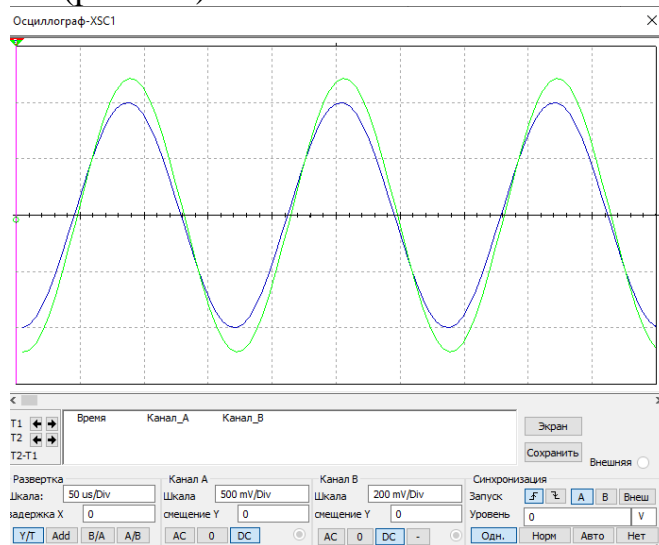 Осциллограф-XSC1
Время Канал_А Канал_В
T1
T2
T2-T1
Экран
Сохранить
Внешняя
Развертка
Шкала: 50 us/Div
задержка X 0
Y/T Add B/A A/B
Канал А
Шкала 500 mV/Div
смещение Y 0
AC 0 DC
Канал В
Шкала 200 mV/Div
смещение Y 0
AC 0 DC -
Синхронизация
Запуск A B Внеш
Уровень 0 V
Одн. Норм Авто Нет